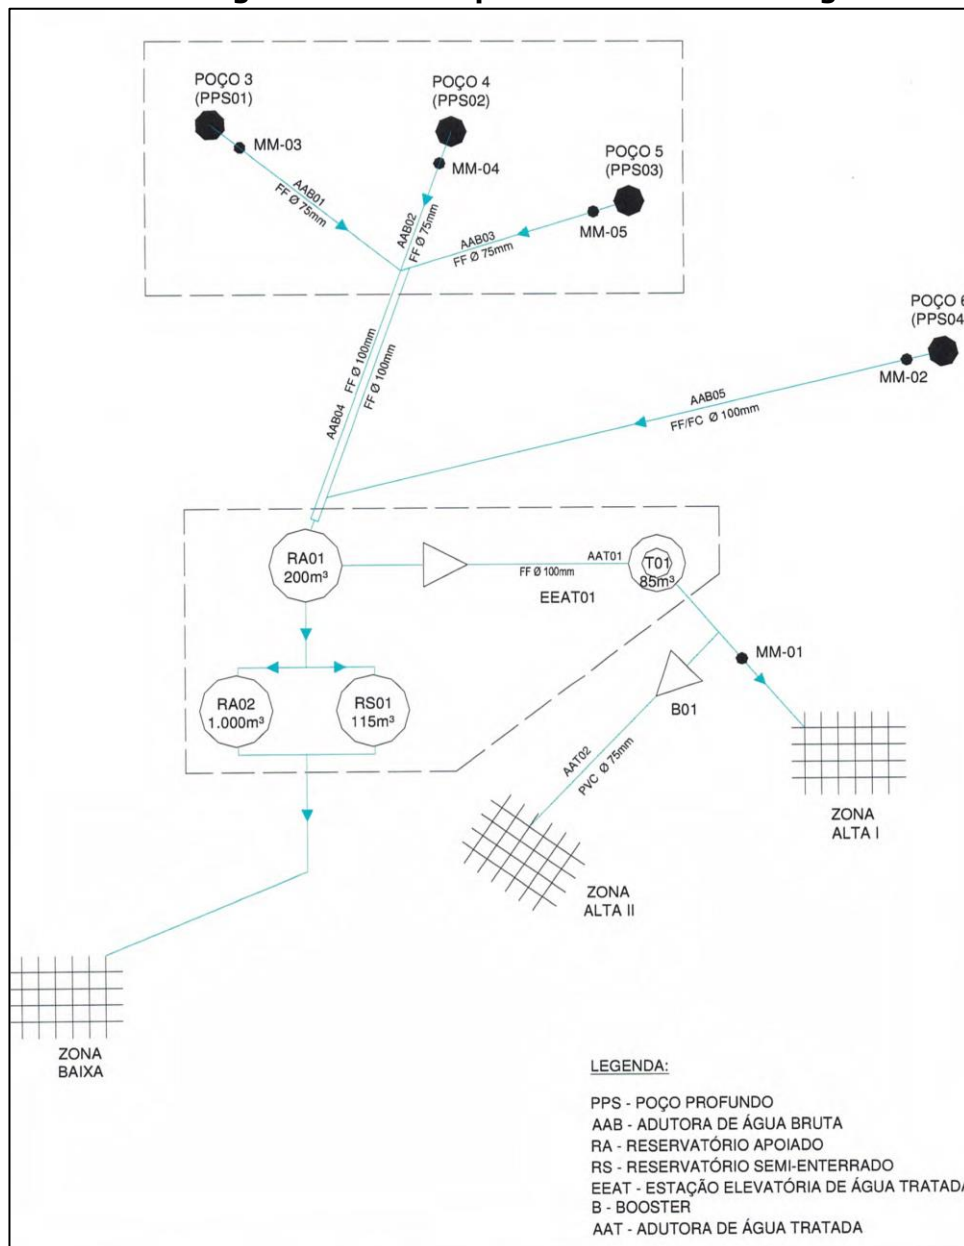 POÇO 3
(PPS01)
POÇO 4
(PPS02)
POÇO 5
(PPS03)
MM-03
MM-04
MM-05
AAB01
FF Ø 75mm
AAB02
FF Ø 75mm
AAB03
FF Ø 75mm
POÇO 6
(PPS04
MM-02
AAB04
FF Ø 100mm
FF Ø 100mm
AAB05
FF/FC Ø 100mm
RA01
200m³
AAT01
FF Ø 100mm
EEAT01
T01
85m³
MM-01
RA02
1.000m³
RS01
115m³
B01
AAT02
PVC Ø 75mm
ZONA
ALTA I
ZONA
ALTA II
ZONA
BAIXA
LEGENDA:
PPS - POÇO PROFUNDO
AAB - ADUTORA DE ÁGUA BRUTA
RA - RESERVATÓRIO APOIADO
RS - RESERVATÓRIO SEMI-ENTERRADO
EEAT - ESTAÇÃO ELEVATÓRIA DE ÁGUA TRATADA
B - BOOSTER
AAT - ADUTORA DE ÁGUA TRATADA